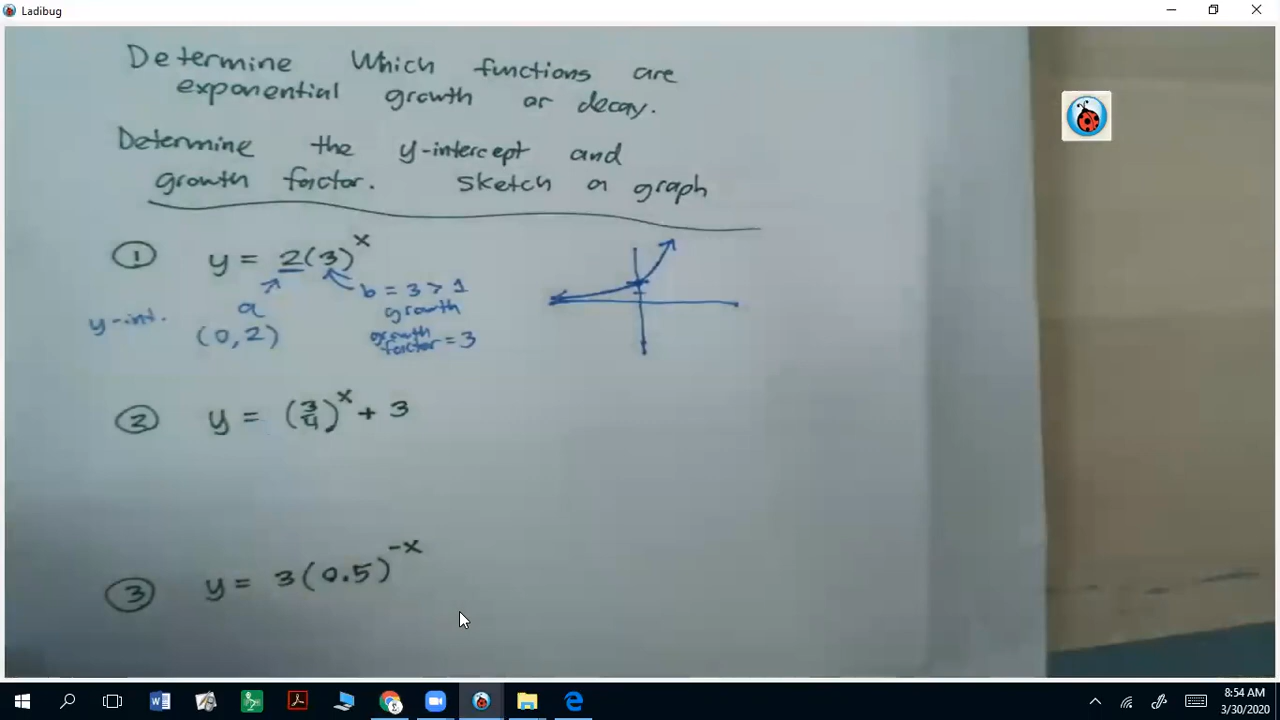 Ladibug
Determine Which functions are
exponential growth or decay.
Determine the y-intercept and
growth factor. Sketch a graph
① y = 2(3)^x
a
b = 3 > 1
growth
y-int. (0,2)
growth
factor = 3
② y = (3/4)^x + 3
③ y = 3(0.5)^-x
8:54 AM
3/30/2020